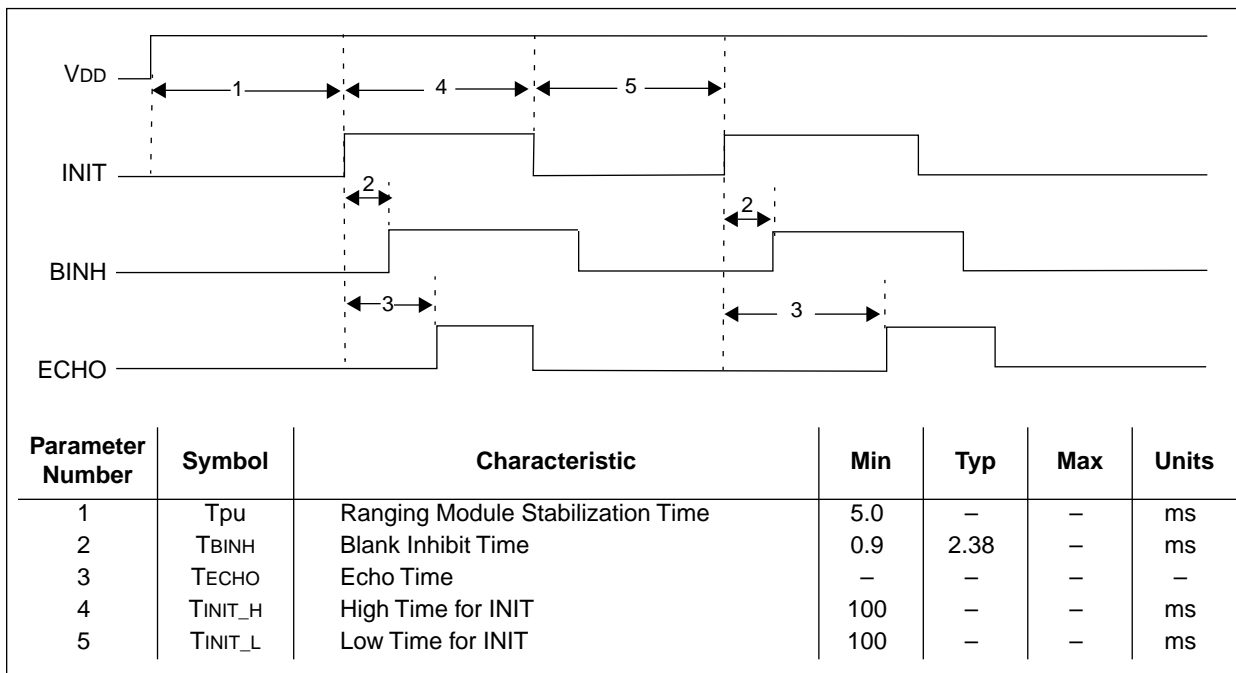 VDD
1
4
5
INIT
2
2
BINH
3
3
ECHO
Parameter Number Symbol Characteristic Min Typ Max Units
1 Tpu Ranging Module Stabilization Time 5.0 – – ms
2 TBINH Blank Inhibit Time 0.9 2.38 – ms
3 TECHO Echo Time – – – –
4 TINIT_H High Time for INIT 100 – – ms
5 TINIT_L Low Time for INIT 100 – – ms